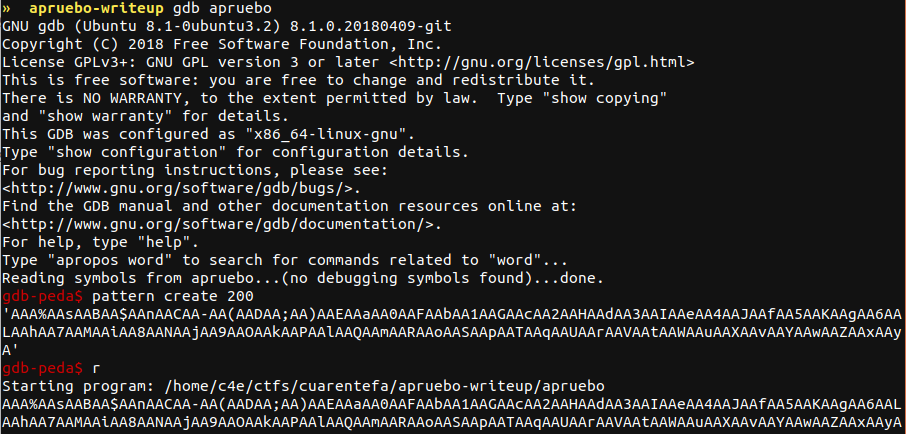 »  apruebo-writeup gdb apruebo
GNU gdb (Ubuntu 8.1-0ubuntu3.2) 8.1.0.20180409-git
Copyright (C) 2018 Free Software Foundation, Inc.
License GPLv3+: GNU GPL version 3 or later <http://gnu.org/licenses/gpl.html>
This is free software: you are free to change and redistribute it.
There is NO WARRANTY, to the extent permitted by law.  Type "show copying"
and "show warranty" for details.
This GDB was configured as "x86_64-linux-gnu".
Type "show configuration" for configuration details.
For bug reporting instructions, please see:
<http://www.gnu.org/software/gdb/bugs/>.
Find the GDB manual and other documentation resources online at:
<http://www.gnu.org/software/gdb/documentation/>.
For help, type "help".
Type "apropos word" to search for commands related to "word"...
Reading symbols from apruebo...(no debugging symbols found)...done.
gdb-peda$ pattern create 200
'AAA%AAsAABAA$AAnAACAA-AA(AADAA;AA)AAEAAaAA0AAFAAbAA1AAGAAcAA2AAHAAdAA3AAIAAeAA4AAJAAfAA5AAKAAgAA6AA
LAAhAA7AAMAAiAA8AANAAjAA9AAOAAkAAPAAlAAQAAmAARAAoAASAApAATAAqAAUAArAAVAAtAAWAAuAAXAAvAAYAAwAAZAAxAAy
A'
gdb-peda$ r
Starting program: /home/c4e/ctfs/cuarentefa/apruebo-writeup/apruebo
AAA%AAsAABAA$AAnAACAA-AA(AADAA;AA)AAEAAaAA0AAFAAbAA1AAGAAcAA2AAHAAdAA3AAIAAeAA4AAJAAfAA5AAKAAgAA6AAL
AAhAA7AAMAAiAA8AANAAjAA9AAOAAkAAPAAlAAQAAmAARAAoAASAApAATAAqAAUAArAAVAAtAAWAAuAAXAAvAAYAAwAAZAAxAAyA